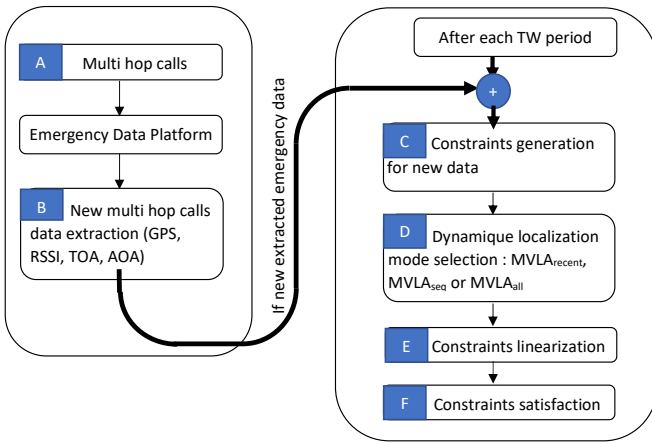 A
Multi hop calls
Emergency Data Platform
B
New multi hop calls
data extraction (GPS,
RSSI, TOA, AOA)
If new extracted emergency data
After each TW period
+
C
Constraints generation
for new data
D
Dynamique localization
mode selection : MVLArecent,
MVLAseq or MVLAall
E
Constraints linearization
F
Constraints satisfaction